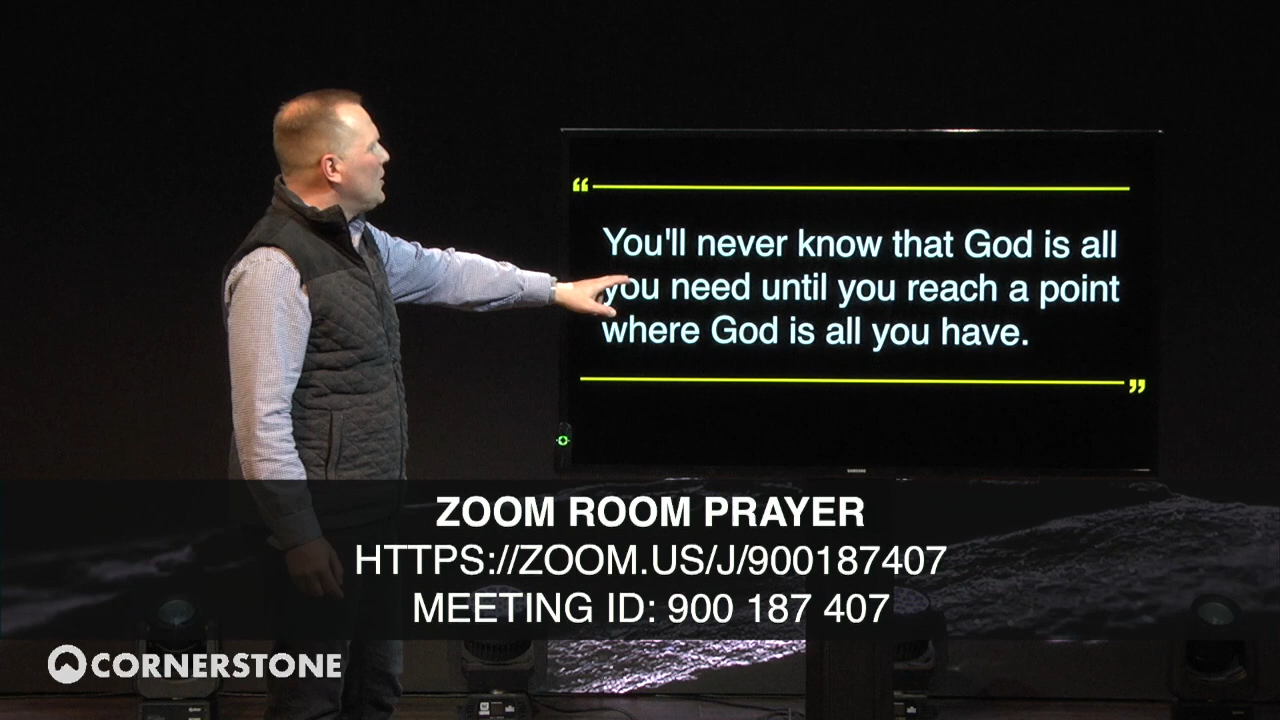 “
You'll never know that God is all
you need until you reach a point
where God is all you have.
”
SAMSUNG
ZOOM ROOM PRAYER
HTTPS://ZOOM.US/J/900187407
MEETING ID: 900 187 407
CORNERSTONE